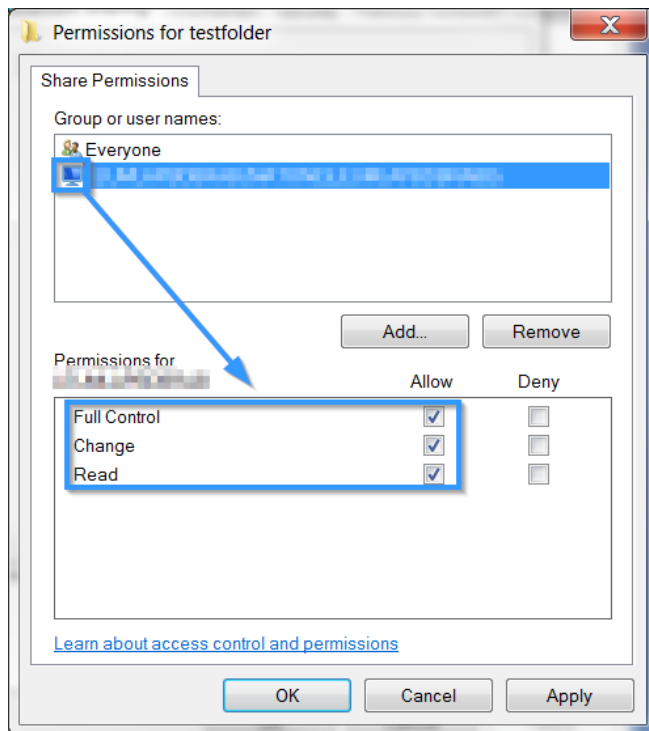 Permissions for testfolder
X
Share Permissions
Group or user names:
Everyone
Add... Remove
Permissions for
Allow Deny
Full Control
Change
Read
Learn about access control and permissions
OK Cancel Apply